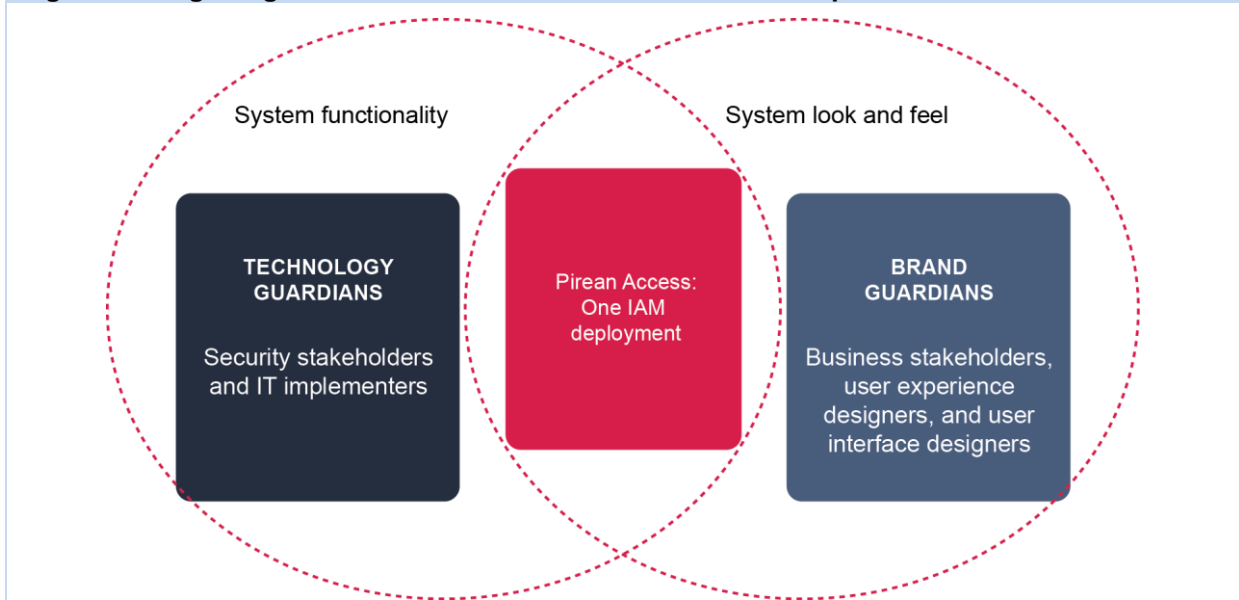 System functionality
System look and feel
TECHNOLOGY
GUARDIANS
Security stakeholders
and IT implementers
Pirean Access:
One IAM
deployment
BRAND
GUARDIANS
Business stakeholders,
user experience
designers, and user
interface designers